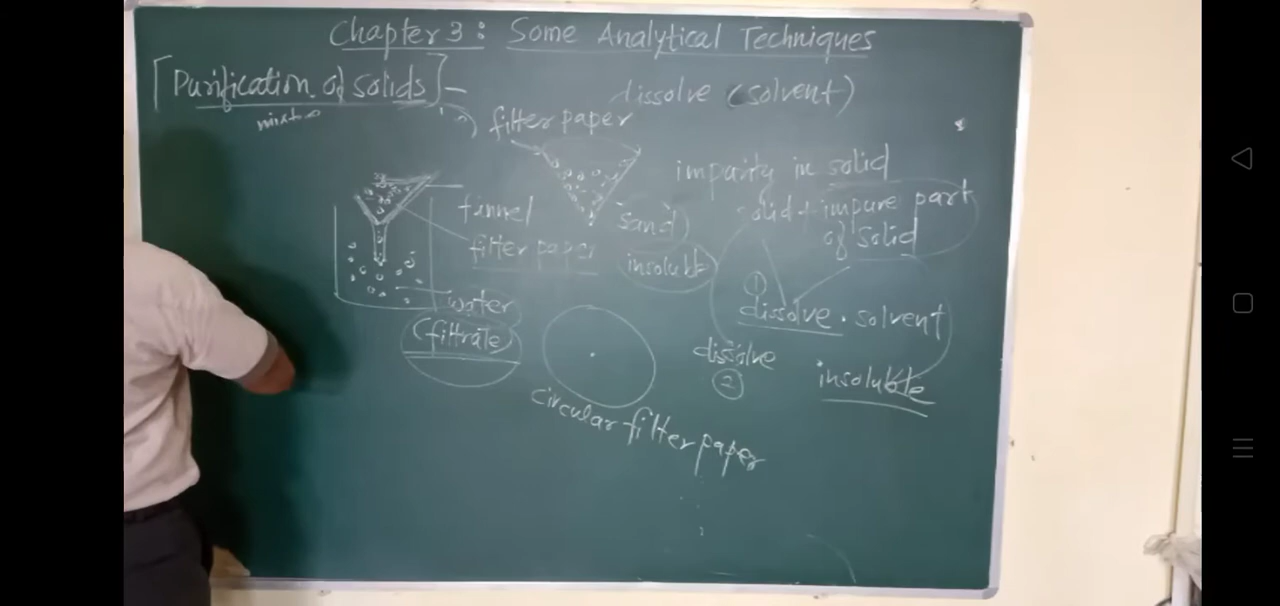 Chapter 3: Some Analytical Techniques
[Purification of solids]—
dissolve (solvent)
filter paper
impurity in solid
solid + impure part
of solid
funnel
filter paper
sand
insoluble
water
(filtrate)
①
dissolve. solvent
dissolve
②
insoluble
circular filter paper